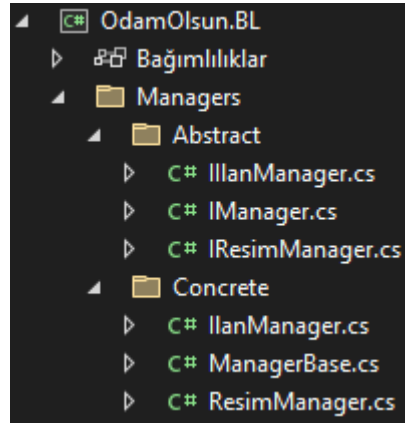 C# OdamOlsun.BL
Bağımlılıklar
Managers
Abstract
C# IIlanManager.cs
C# IManager.cs
C# IResimManager.cs
Concrete
C# IlanManager.cs
C# ManagerBase.cs
C# ResimManager.cs